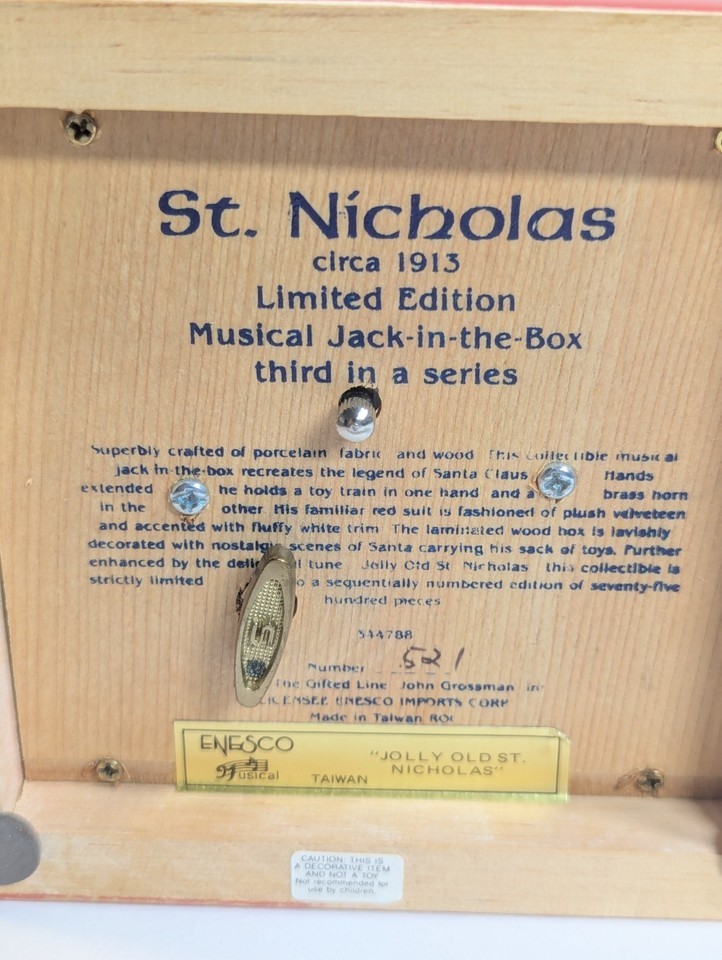 St. Nicholas
circa 1913
Limited Edition
Musical Jack-in-the-Box
third in a series
Superbly crafted of porcelain fabric and wood This collectible musical
jack in-the-box recreates the legend of Santa Claus Hands
extended he holds a toy train in one hand and a brass horn
in the other His familiar red suit is fashioned of plush velveteen
and accented with fluffy white trim The laminated wood box is lavishly
decorated with nostalgic scenes of Santa carrying his sack of toys. Further
enhanced by the tune Jolly Old St Nicholas this collectible is
strictly limited o a sequentially numbered edition of seventy-five
hundred pieces
544788
Number 521
The Gifted Line John Grossman in
LICENSEE ENESCO IMPORTS CORP
Made in Taiwan ROC
ENESCO
Musical
TAIWAN
"JOLLY OLD ST.
NICHOLAS"
CAUTION: THIS IS
A DECORATIVE ITEM
AND NOT A TOY
Not recommended for
use by children.